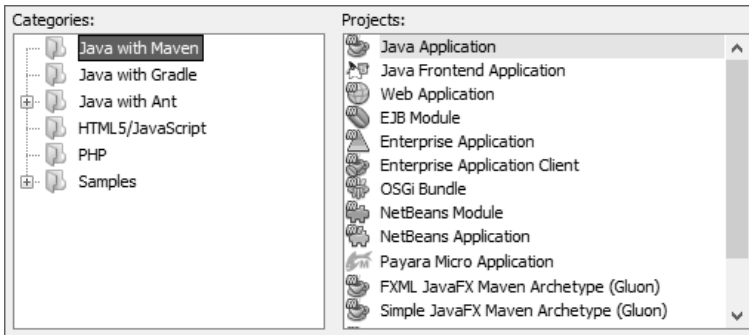 Categories:
Java with Maven
Java with Gradle
Java with Ant
HTML5/JavaScript
PHP
Samples
Projects:
Java Application
Java Frontend Application
Web Application
EJB Module
Enterprise Application
Enterprise Application Client
OSGi Bundle
NetBeans Module
NetBeans Application
Payara Micro Application
FXML JavaFX Maven Archetype (Gluon)
Simple JavaFX Maven Archetype (Gluon)